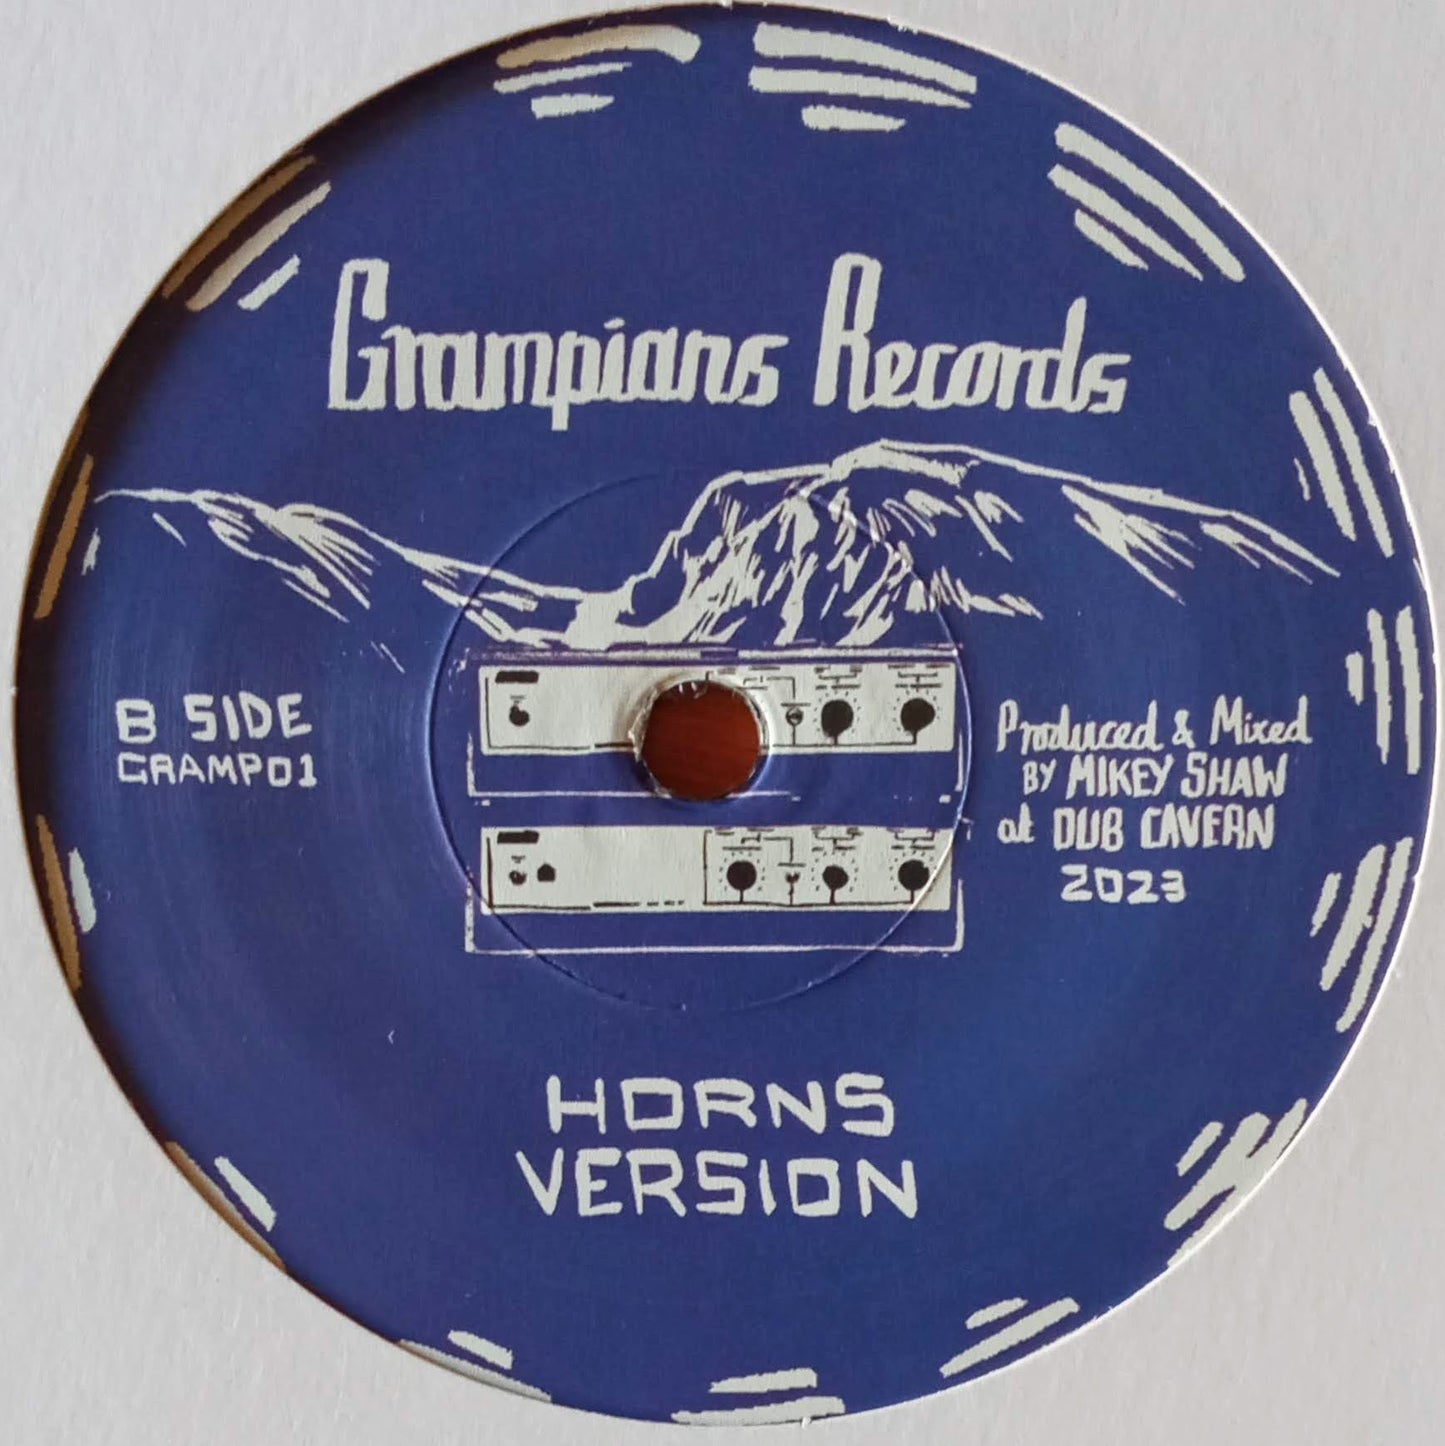 Grampians Records
B SIDE
GRAMP01
Produced & Mixed
BY MIKEY SHAW
at DUB CAVERN
2023
HORNS
VERSION